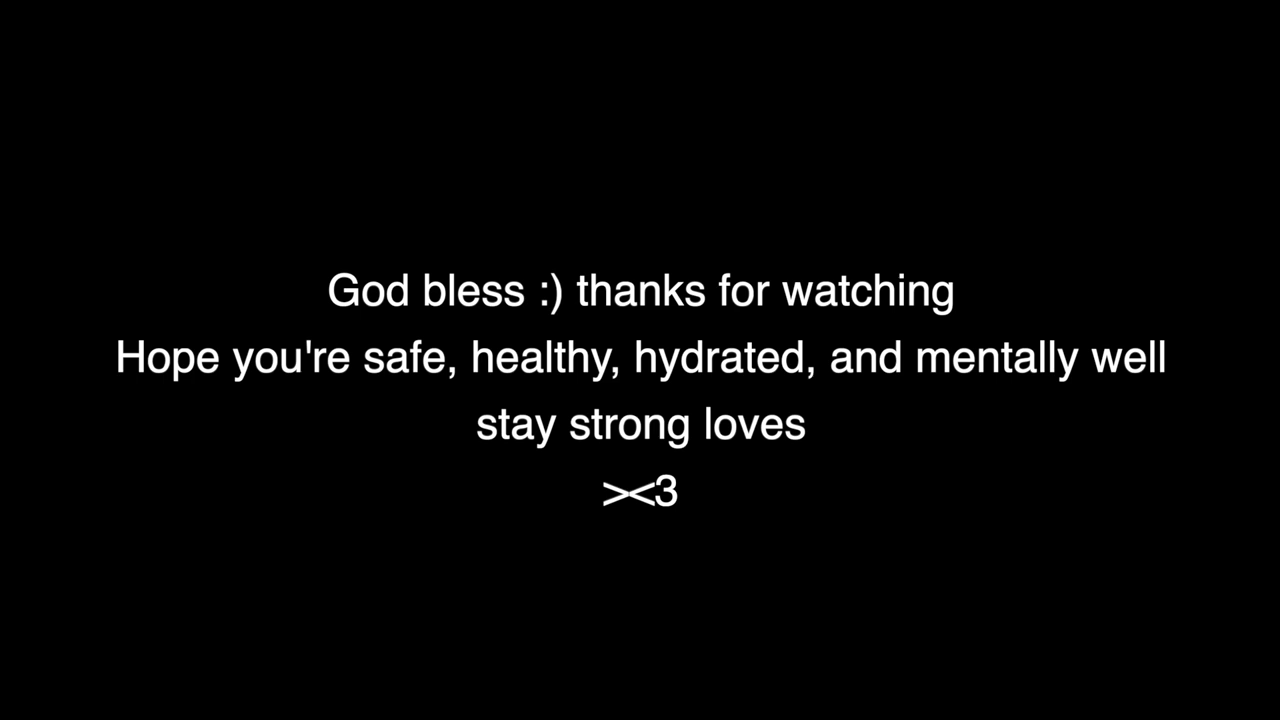 God bless :) thanks for watching
Hope you're safe, healthy, hydrated, and mentally well
stay strong loves
><3